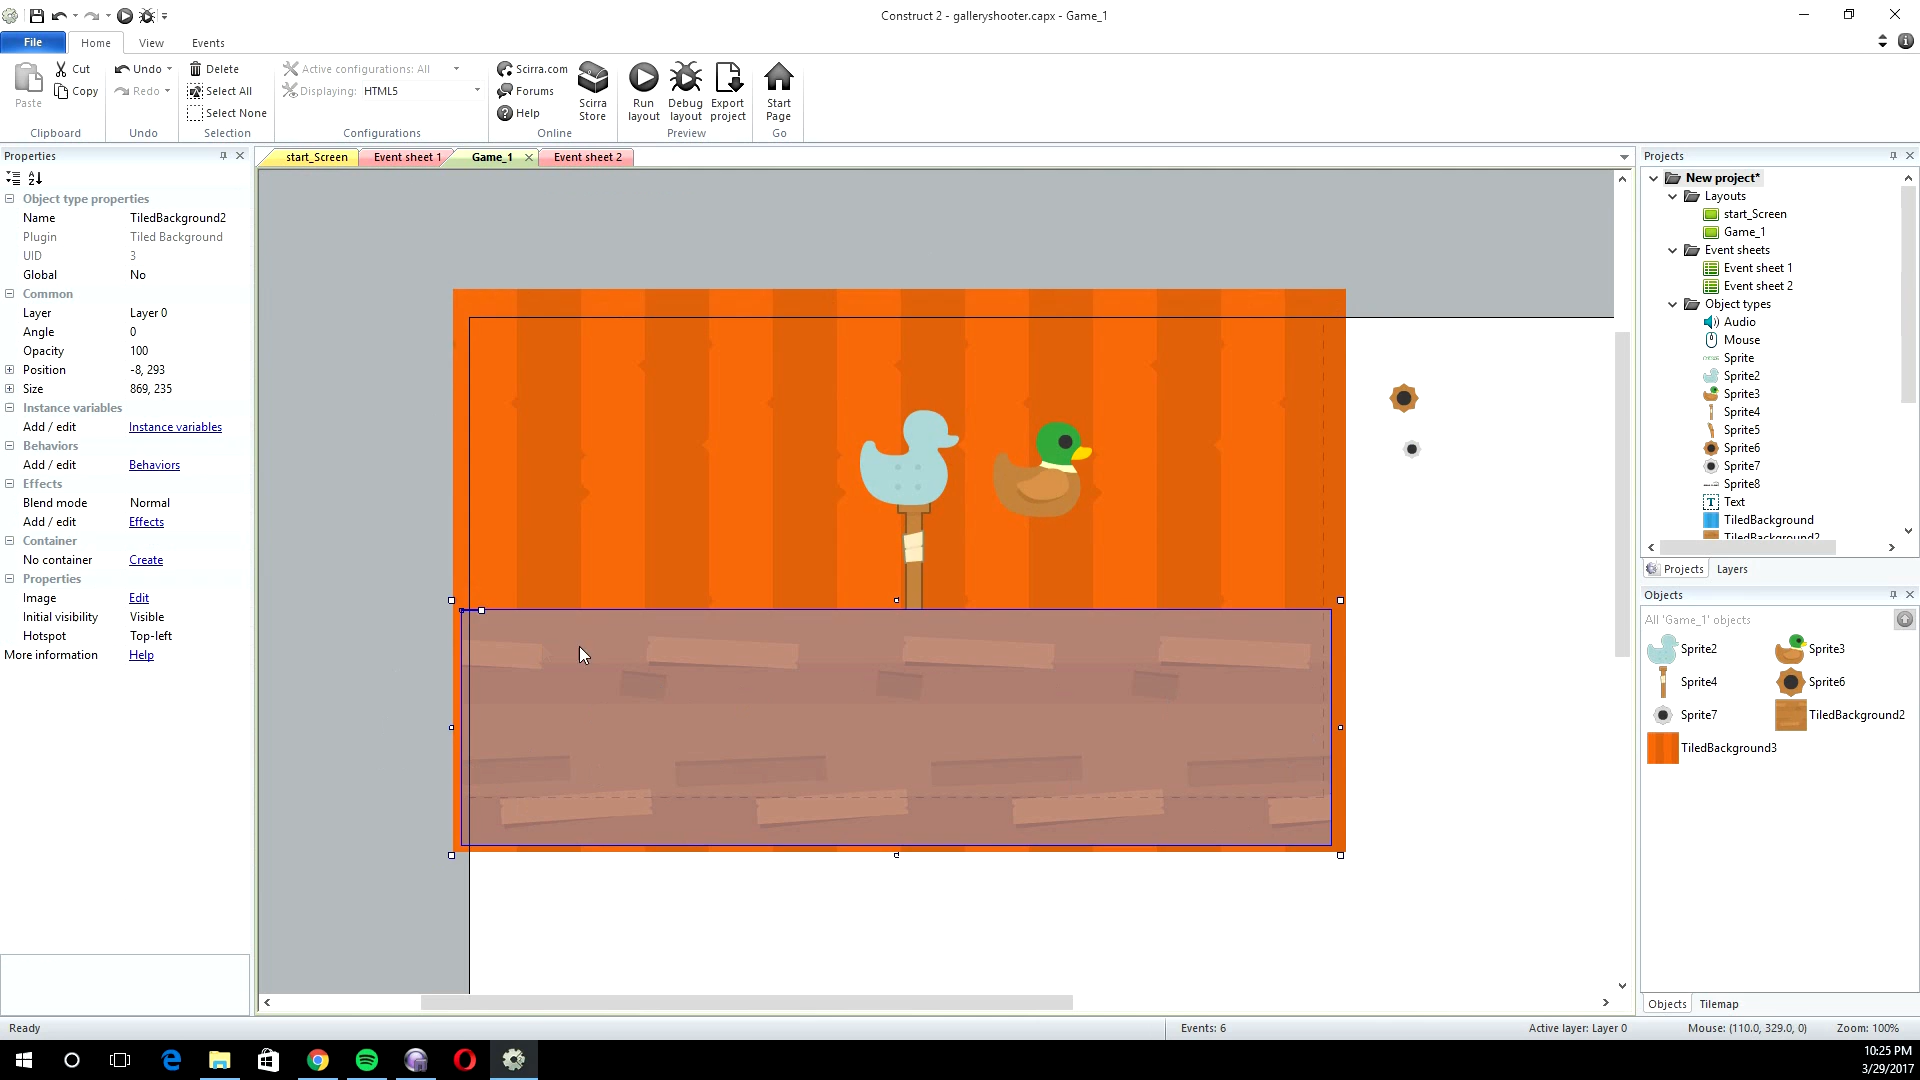 Construct 2 - galleryshooter.capx - Game_1
File
Home
View
Events
Paste
Cut
Copy
Clipboard
Undo
Redo
Undo
Delete
Select All
Select None
Selection
Active configurations: All
Displaying: HTML5
Configurations
Scirra.com
Forums
Help
Scirra Store
Online
Run layout
Debug layout
Export project
Preview
Start Page
Go
Properties
start_Screen
Event sheet 1
Game_1
Event sheet 2
Object type properties
Name TiledBackground2
Plugin Tiled Background
UID 3
Global No
Common
Layer Layer 0
Angle 0
Opacity 100
Position -8, 293
Size 869, 235
Instance variables
Add / edit Instance variables
Behaviors
Add / edit Behaviors
Effects
Blend mode Normal
Add / edit Effects
Container
No container Create
Properties
Image Edit
Initial visibility Visible
Hotspot Top-left
More information Help
Projects
New project*
Layouts
start_Screen
Game_1
Event sheets
Event sheet 1
Event sheet 2
Object types
Audio
Mouse
Sprite
Sprite2
Sprite3
Sprite4
Sprite5
Sprite6
Sprite7
Sprite8
T Text
TiledBackground
TiledBackground2
Projects
Layers
Objects
All 'Game_1' objects
Sprite2
Sprite3
Sprite4
Sprite6
Sprite7
TiledBackground2
TiledBackground3
Objects
Tilemap
Ready
Events: 6
Active layer: Layer 0
Mouse: (110.0, 329.0, 0)
Zoom: 100%
10:25 PM
3/29/2017